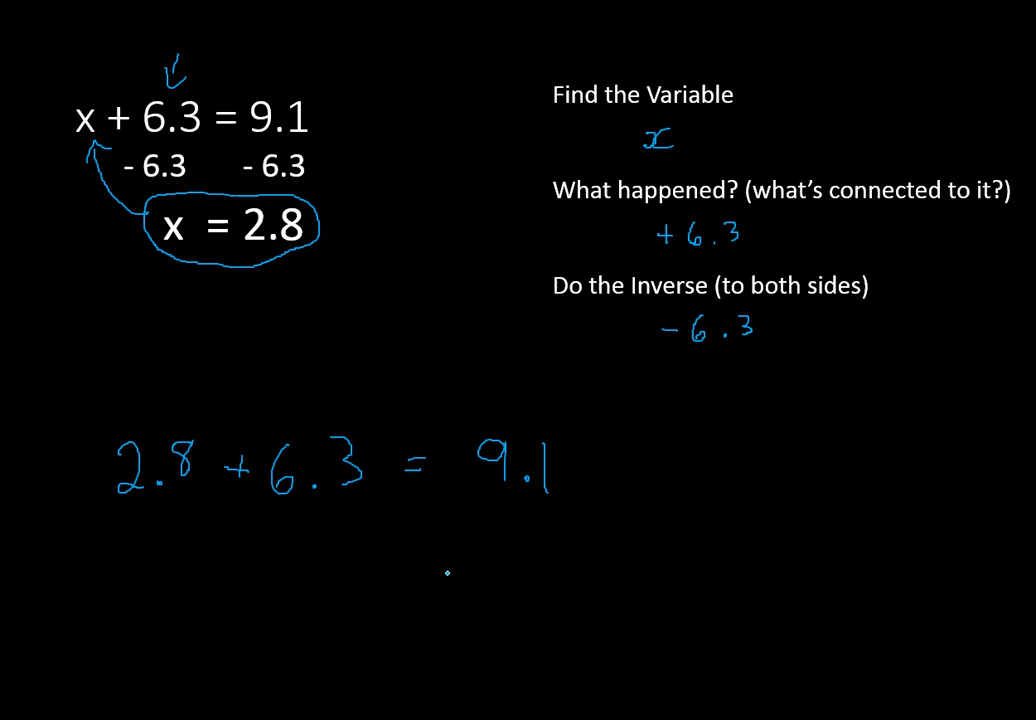 x + 6.3 = 9.1
- 6.3 - 6.3
x = 2.8
Find the Variable
x
What happened? (what's connected to it?)
+ 6.3
Do the Inverse (to both sides)
- 6.3
2.8 + 6.3 = 9.1